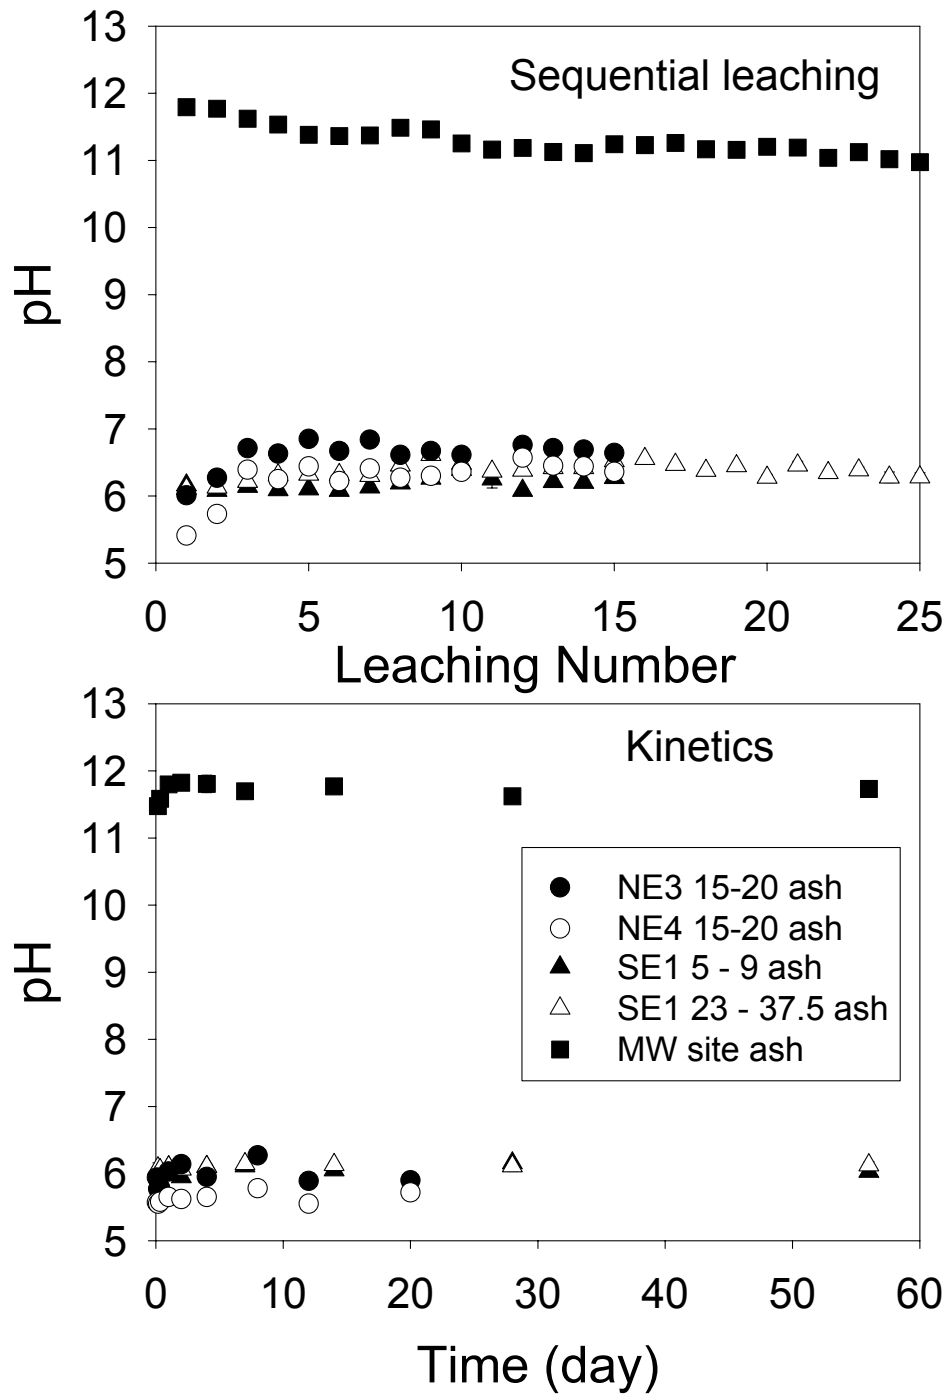 13
12
11
10
9
8
7
6
5
pH
Sequential leaching
0 5 10 15 20 25
Leaching Number
13
12
11
10
9
8
7
6
5
pH
Kinetics
NE3 15-20 ash
NE4 15-20 ash
SE1 5 - 9 ash
SE1 23 - 37.5 ash
MW site ash
0 10 20 30 40 50 60
Time (day)